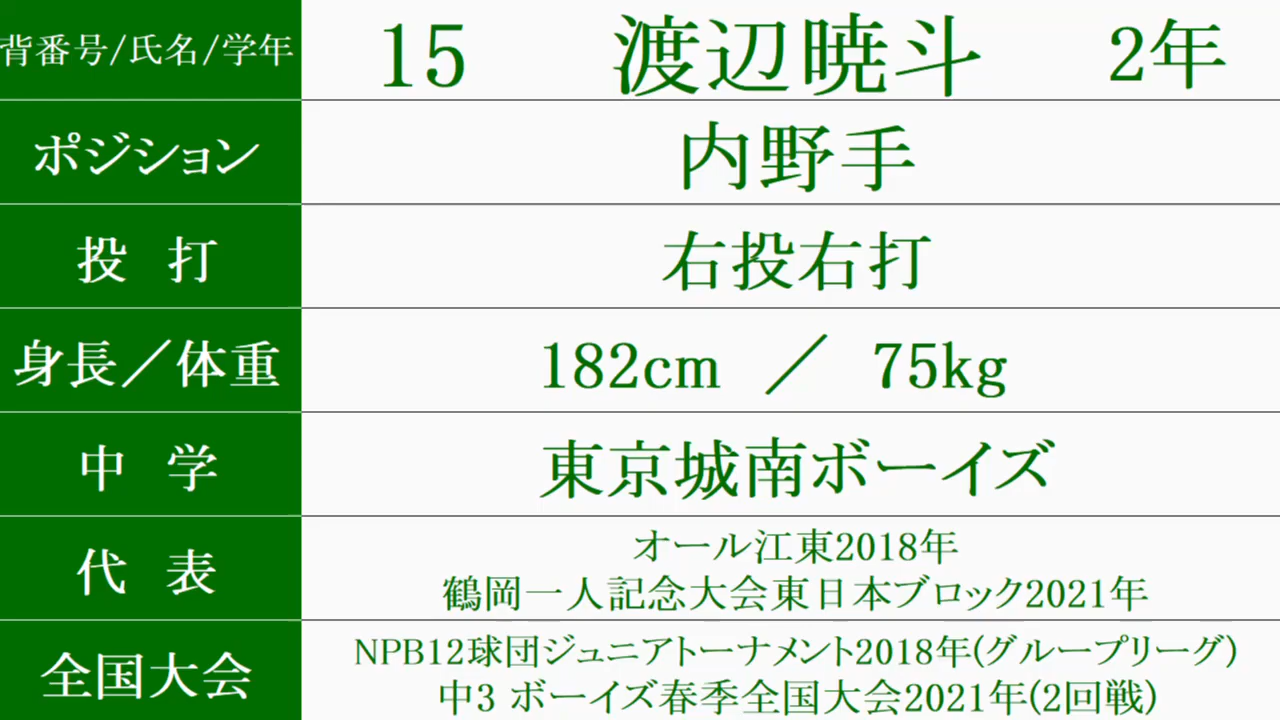 背番号/氏名/学年 15 渡辺暁斗 2年
ポジション 内野手
投 打 右投右打
身長／体重 182cm ／ 75kg
中 学 東京城南ボーイズ
代 表
オール江東2018年
鶴岡一人記念大会東日本ブロック2021年
全国大会
NPB12球団ジュニアトーナメント2018年(グループリーグ)
中3 ボーイズ春季全国大会2021年(2回戦)